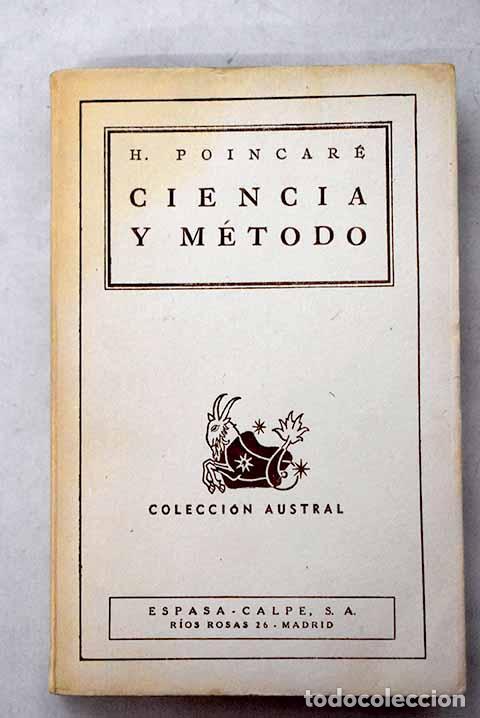 H. POINCARÉ
CIENCIA
Y MÉTODO
COLECCIÓN AUSTRAL
ESPASA-CALPE, S. A.
RÍOS ROSAS 26 - MADRID
todocoleccion